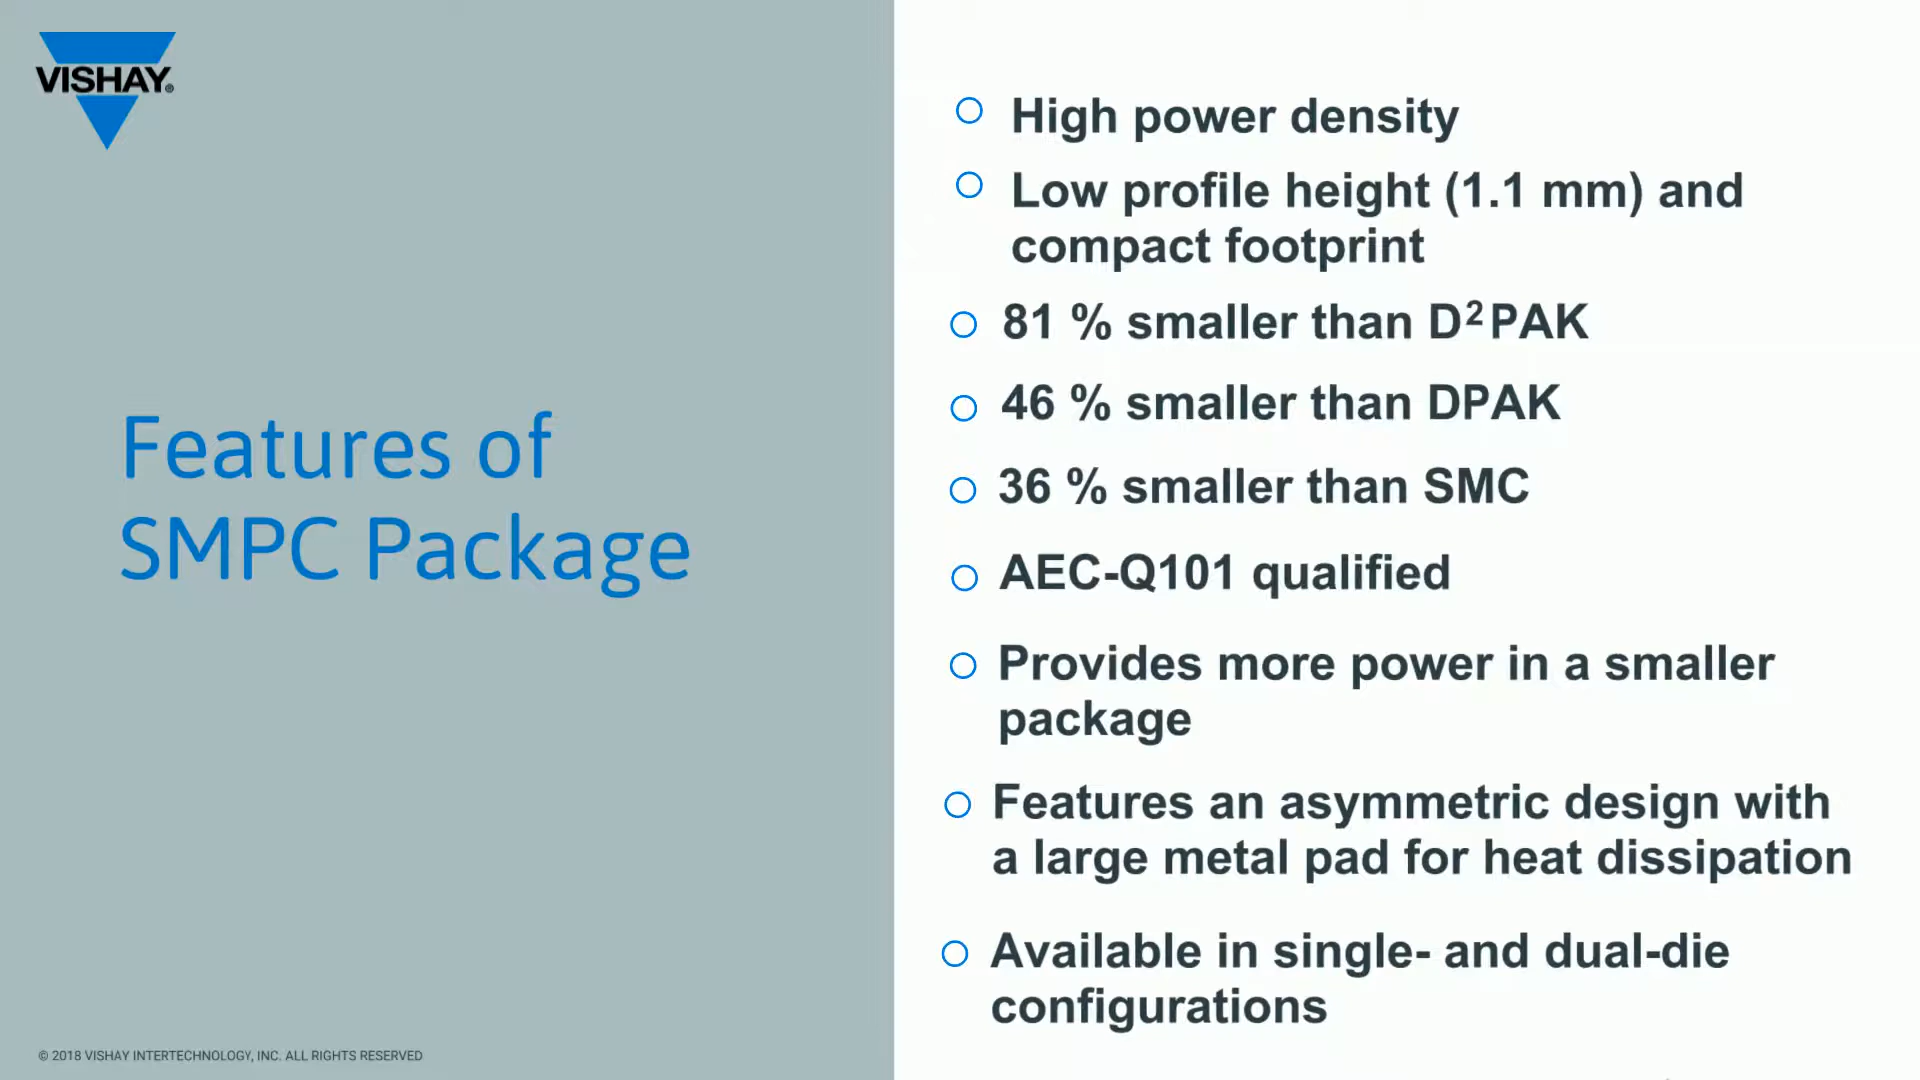 VISHAY®
Features of
SMPC Package
© 2018 VISHAY INTERTECHNOLOGY, INC. ALL RIGHTS RESERVED
High power density
Low profile height (1.1 mm) and
compact footprint
81 % smaller than D²PAK
46 % smaller than DPAK
36 % smaller than SMC
AEC-Q101 qualified
Provides more power in a smaller
package
Features an asymmetric design with
a large metal pad for heat dissipation
Available in single- and dual-die
configurations